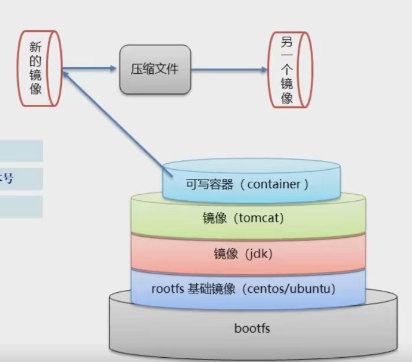 新的镜像
压缩文件
另一个镜像
号
可写容器（container）
镜像（tomcat）
镜像（jdk）
rootfs 基础镜像（centos/ubuntu）
bootfs